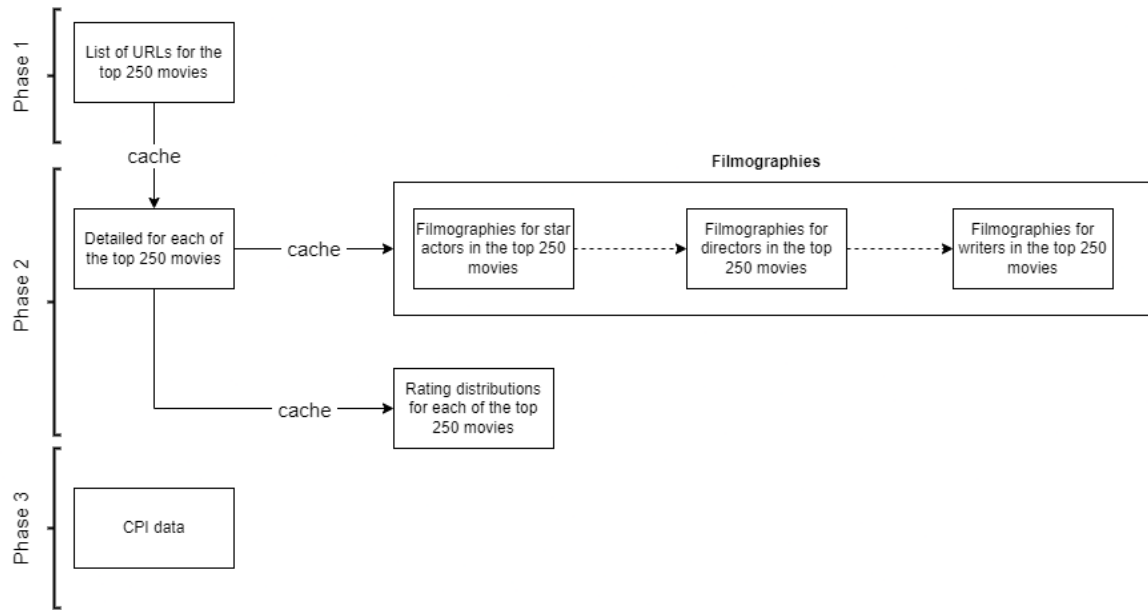 Phase 1
List of URLs for the
top 250 movies
cache
Phase 2
Filmographies
Detailed for each of
the top 250 movies
cache
Filmographies for star
actors in the top 250
movies
Filmographies for
directors in the top
250 movies
Filmographies for
writers in the top 250
movies
cache
Rating distributions
for each of the top
250 movies
Phase 3
CPI data